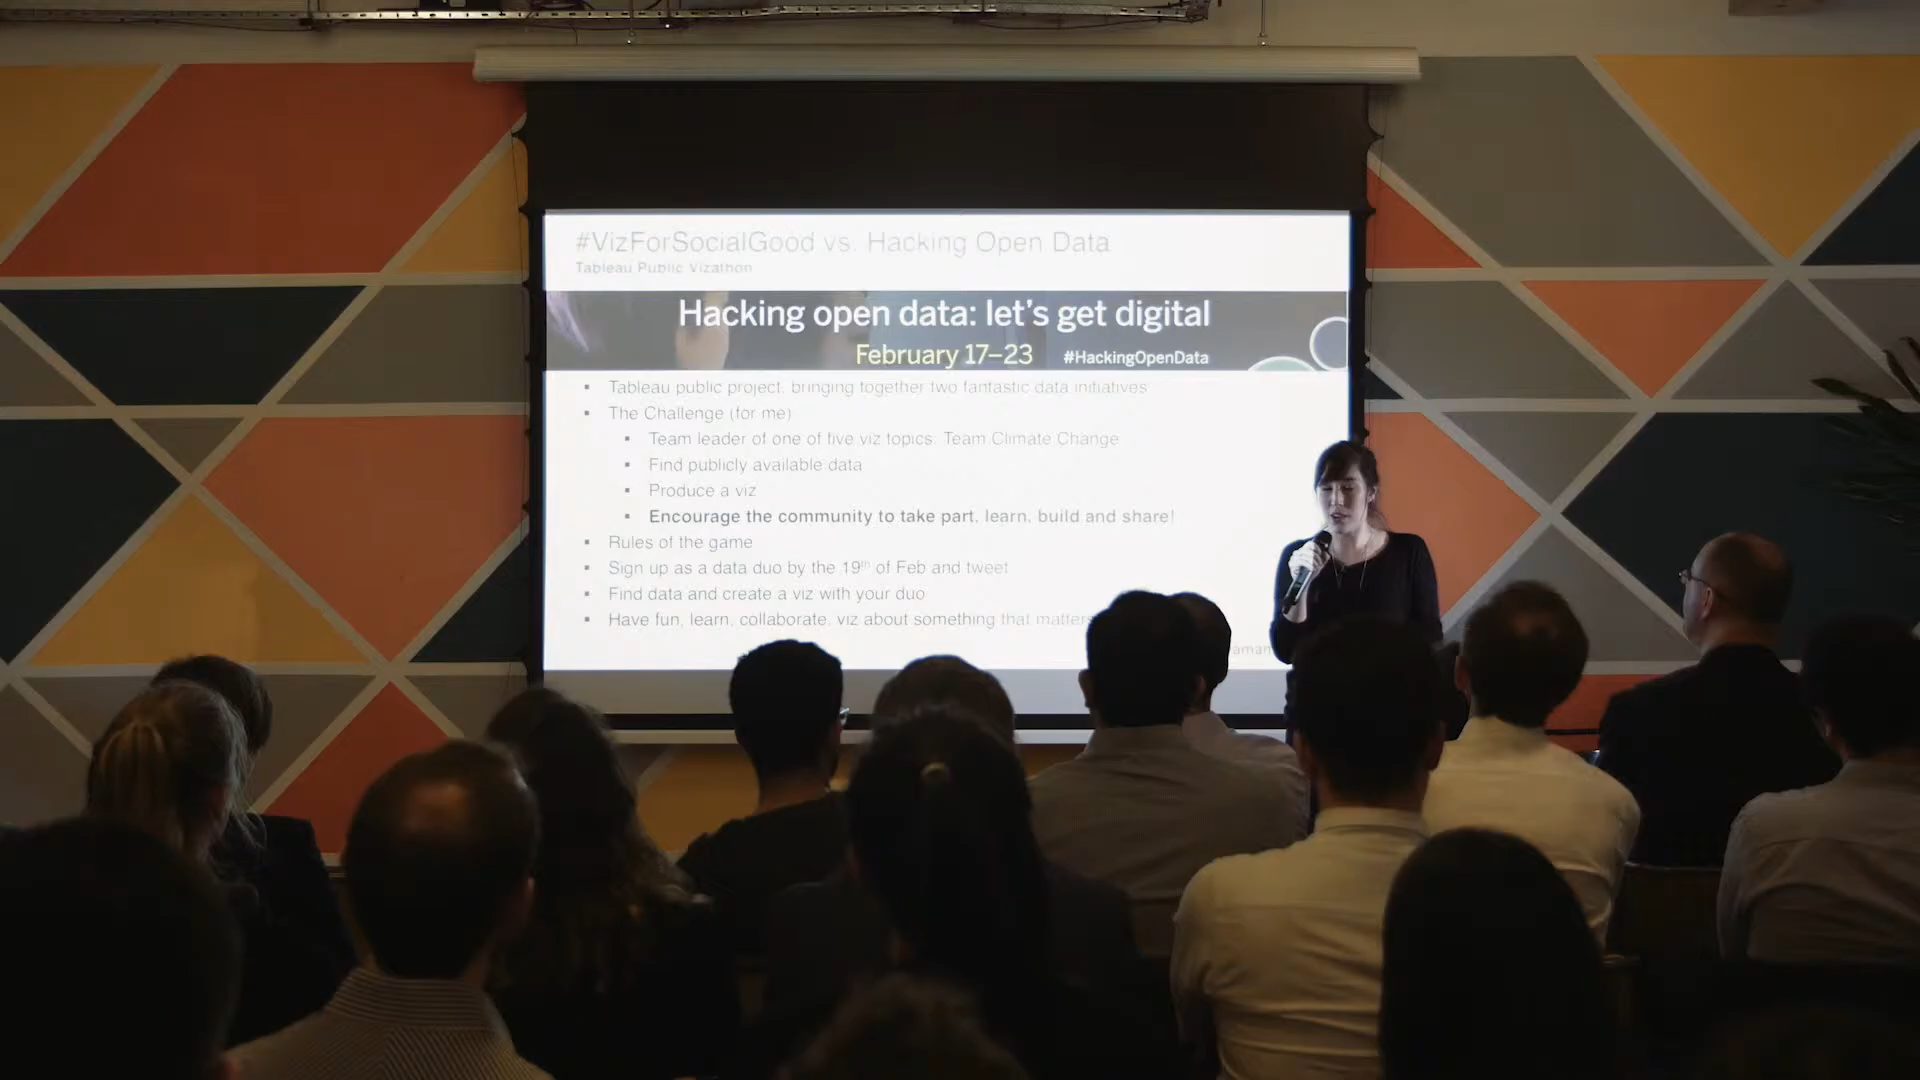 #VizForSocialGood vs. Hacking Open Data
Tableau Public Vizathon
Hacking open data: let's get digital
February 17–23 #HackingOpenData
▪ Tableau public project, bringing together two fantastic data initiatives
▪ The Challenge (for me)
▪ Team leader of one of five viz topics: Team Climate Change
▪ Find publicly available data
▪ Produce a viz
▪ Encourage the community to take part, learn, build and share!
▪ Rules of the game
▪ Sign up as a data duo by the 19th of Feb and tweet
▪ Find data and create a viz with your duo
▪ Have fun, learn, collaborate, viz about something that matters